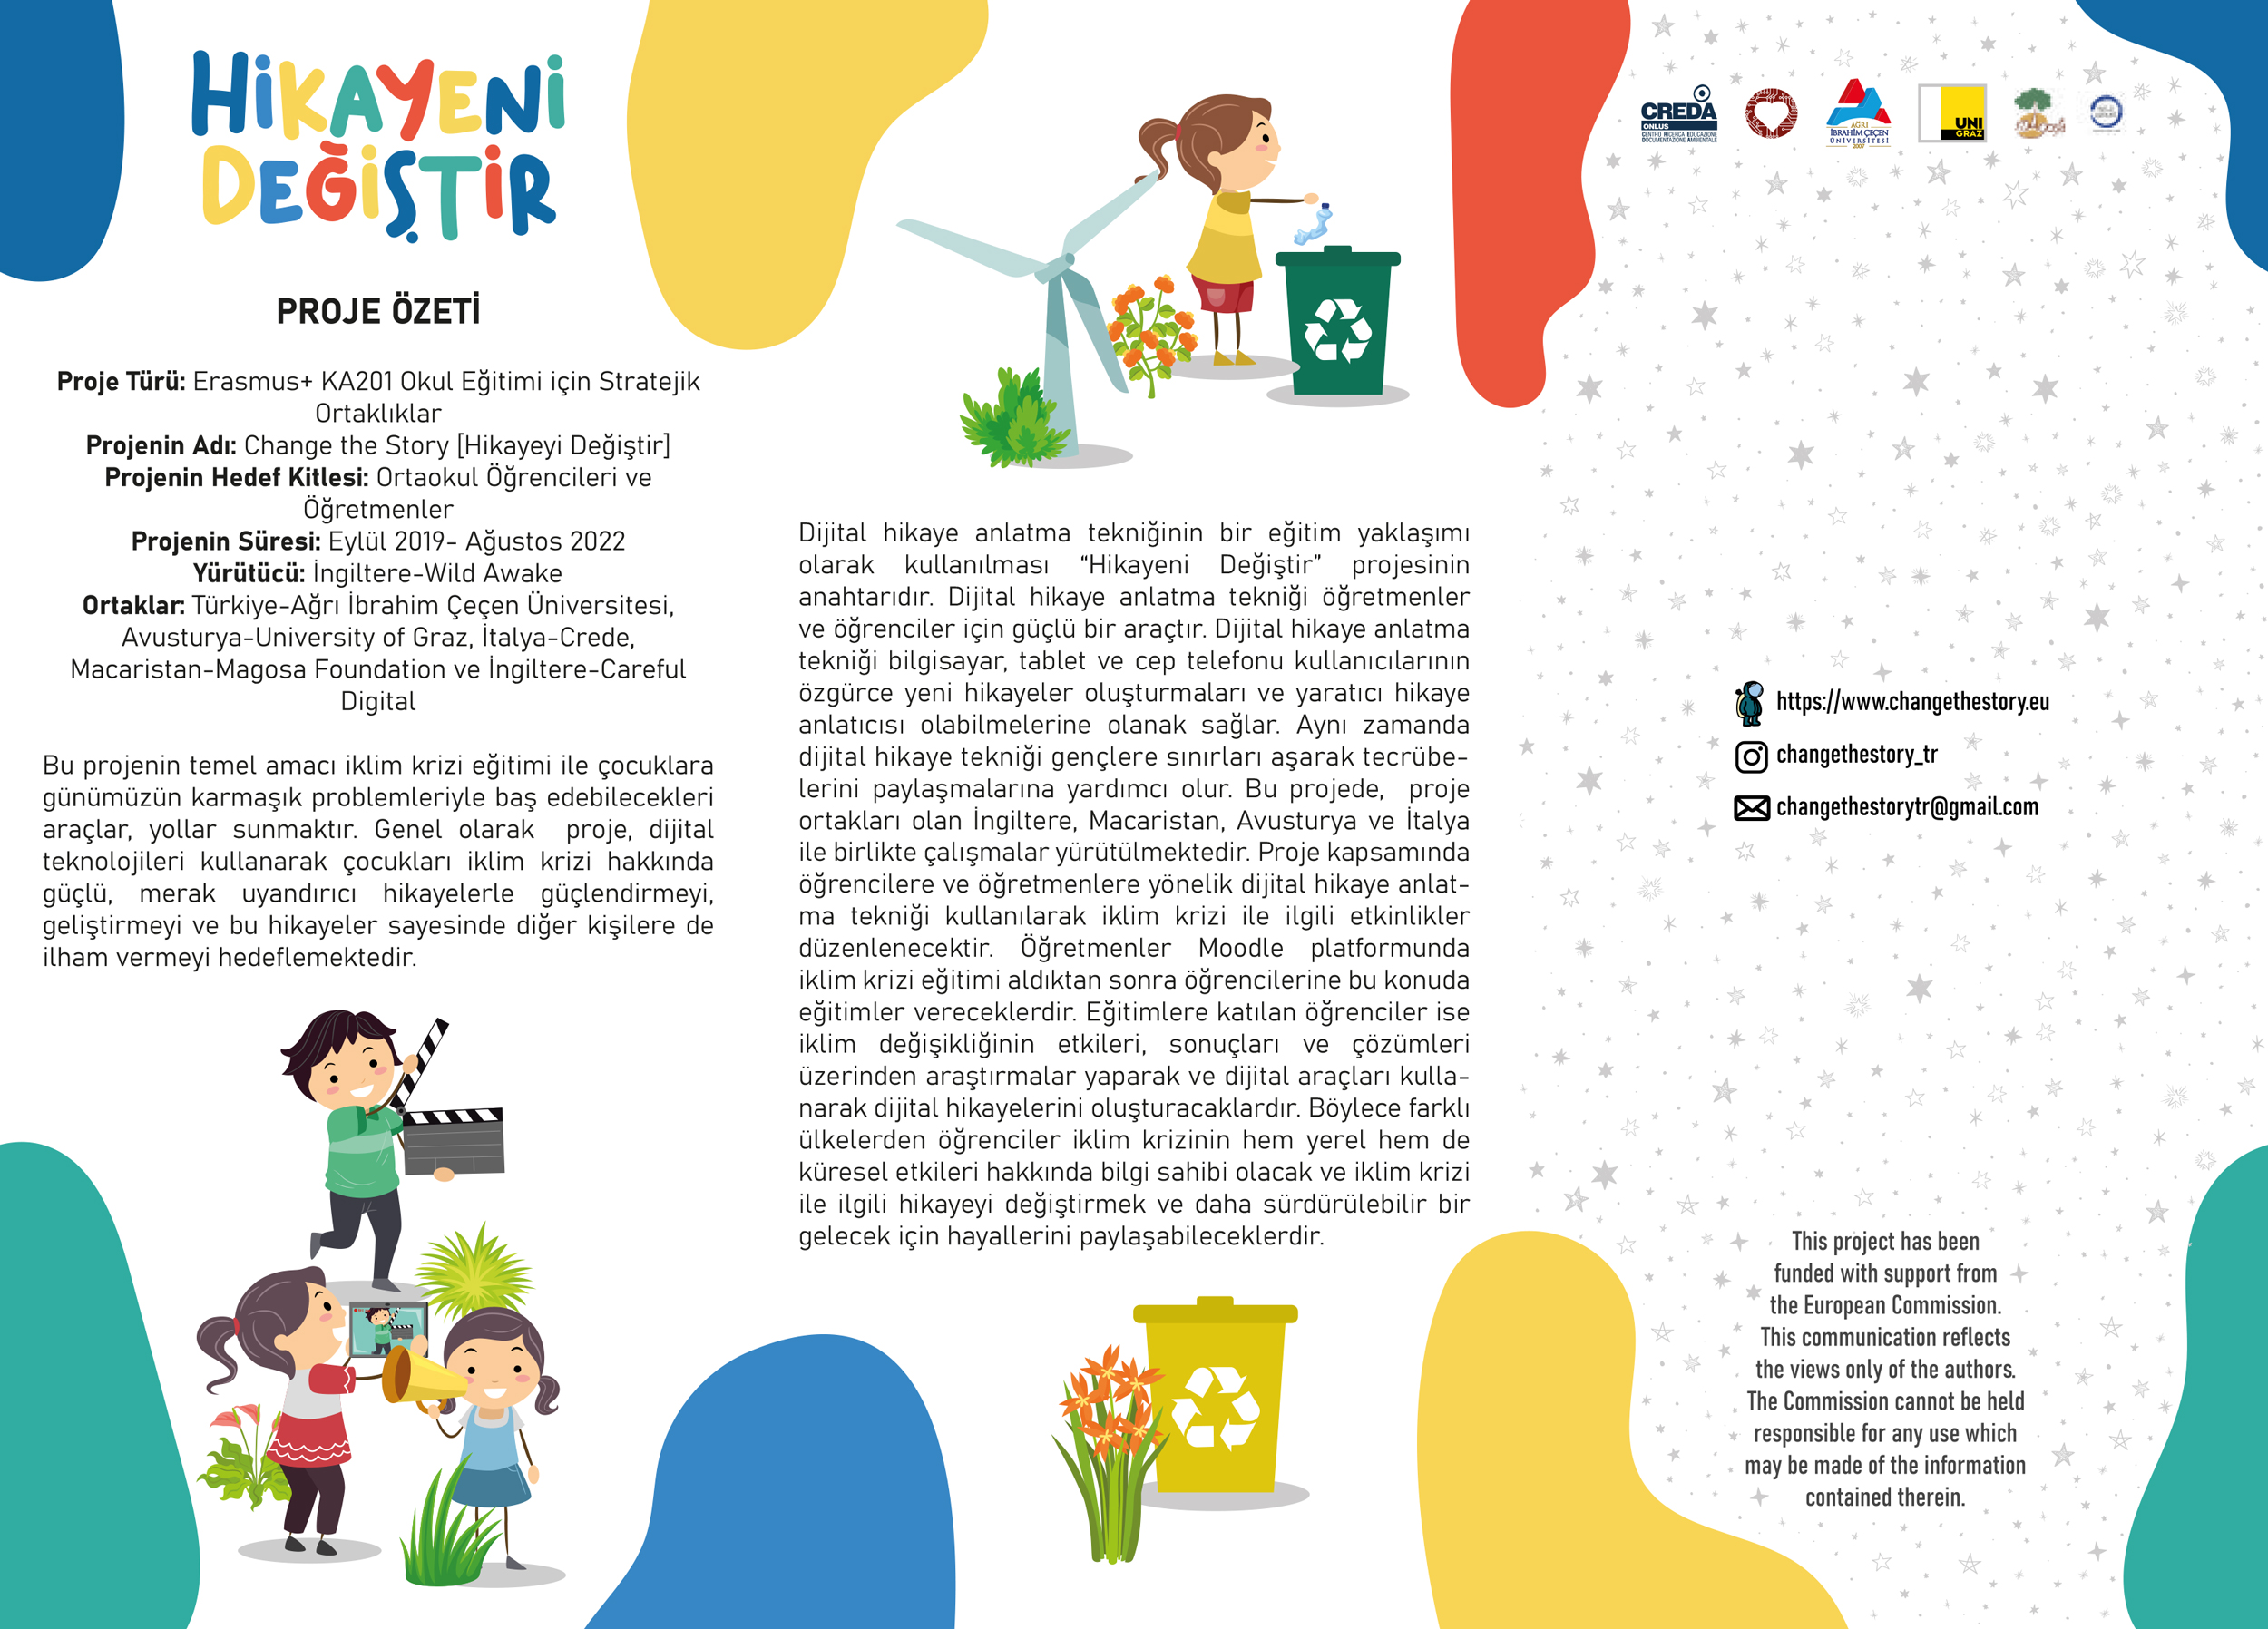 HİKAYENİ
DEĞİŞTİR
PROJE ÖZETİ
Proje Türü: Erasmus+ KA201 Okul Eğitimi için Stratejik
Ortaklıklar
Projenin Adı: Change the Story [Hikayeyi Değiştir]
Projenin Hedef Kitlesi: Ortaokul Öğrencileri ve
Öğretmenler
Projenin Süresi: Eylül 2019- Ağustos 2022
Yürütücü: İngiltere-Wild Awake
Ortaklar: Türkiye-Ağrı İbrahim Çeçen Üniversitesi,
Avusturya-University of Graz, İtalya-Crede,
Macaristan-Magosa Foundation ve İngiltere-Careful
Digital
Bu projenin temel amacı iklim krizi eğitimi ile çocuklara
günümüzün karmaşık problemleriyle baş edebilecekleri
araçlar, yollar sunmaktır. Genel olarak proje, dijital
teknolojileri kullanarak çocukları iklim krizi hakkında
güçlü, merak uyandırıcı hikayelerle güçlendirmeyi,
geliştirmeyi ve bu hikayeler sayesinde diğer kişilere de
ilham vermeyi hedeflemektedir.
Dijital hikaye anlatma tekniğinin bir eğitim yaklaşımı
olarak kullanılması “Hikayeni Değiştir” projesinin
anahtarıdır. Dijital hikaye anlatma tekniği öğretmenler
ve öğrenciler için güçlü bir araçtır. Dijital hikaye anlatma
tekniği bilgisayar, tablet ve cep telefonu kullanıcılarının
özgürce yeni hikayeler oluşturmaları ve yaratıcı hikaye
anlatıcısı olabilmelerine olanak sağlar. Aynı zamanda
dijital hikaye tekniği gençlere sınırları aşarak tecrübe-
lerini paylaşmalarına yardımcı olur. Bu projede, proje
ortakları olan İngiltere, Macaristan, Avusturya ve İtalya
ile birlikte çalışmalar yürütülmektedir. Proje kapsamında
öğrencilere ve öğretmenlere yönelik dijital hikaye anlat-
ma tekniği kullanılarak iklim krizi ile ilgili etkinlikler
düzenlenecektir. Öğretmenler Moodle platformunda
iklim krizi eğitimi aldıktan sonra öğrencilerine bu konuda
eğitimler vereceklerdir. Eğitimlere katılan öğrenciler ise
iklim değişikliğinin etkileri, sonuçları ve çözümleri
üzerinden araştırmalar yaparak ve dijital araçları kulla-
narak dijital hikayelerini oluşturacaklardır. Böylece farklı
ülkelerden öğrenciler iklim krizinin hem yerel hem de
küresel etkileri hakkında bilgi sahibi olacak ve iklim krizi
ile ilgili hikayeyi değiştirmek ve daha sürdürülebilir bir
gelecek için hayallerini paylaşabileceklerdir.
CREDA
ONLUS
CENTRO RICERCA EDUCAZIONE
DOCUMENTAZIONE AMBIENTALE
AĞRI
İBRAHİM ÇEÇEN
ÜNİVERSİTESİ
2007
UNI
GRAZ
https://www.changethestory.eu
changethestory_tr
changethestorytr@gmail.com
This project has been
funded with support from
the European Commission.
This communication reflects
the views only of the authors.
The Commission cannot be held
responsible for any use which
may be made of the information
contained therein.